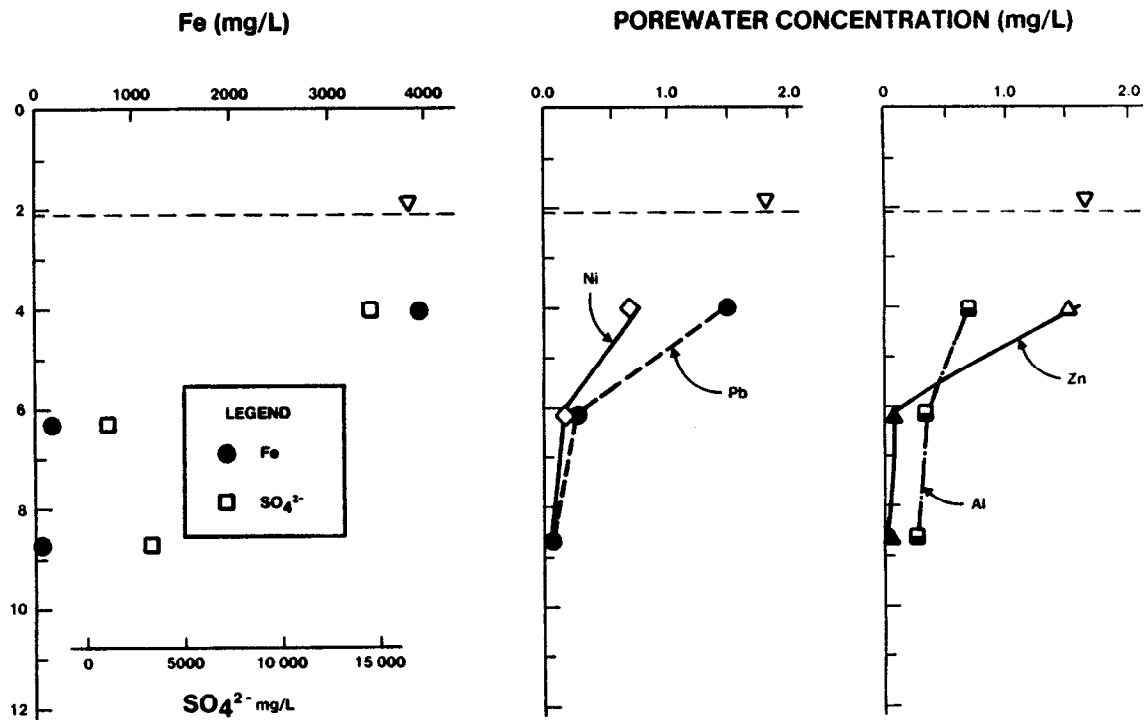 Fe (mg/L)
POREWATER CONCENTRATION (mg/L)
0 1000 2000 3000 4000
0.0 1.0 2.0
0 1.0 2.0
0
2
4
6
8
10
12
Ni
Pb
Zn
Al
LEGEND
Fe
SO₄²⁻
0 5000 10 000 15 000
SO₄²⁻ mg/L